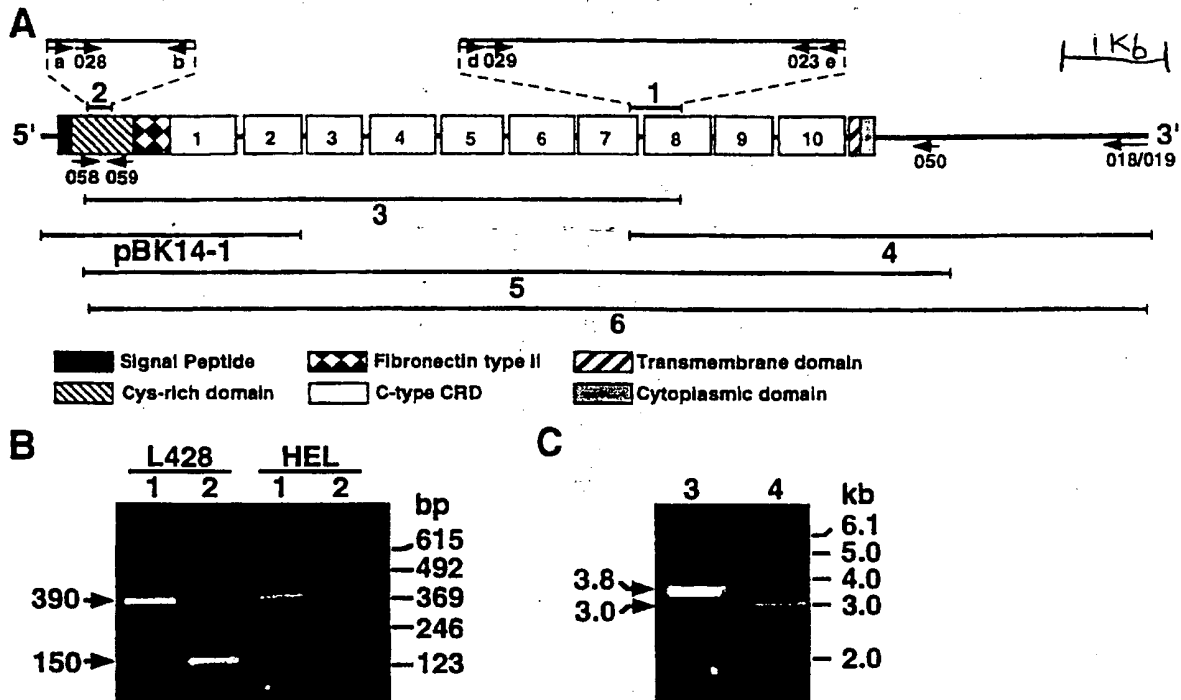 A
a 028 b
d 029 023 e
1 Kb
2 1
5' 1 2 3 4 5 6 7 8 9 10 3'
058 059 050 018/019
3
pBK14-1 4
5
6
Signal Peptide Fibronectin type II Transmembrane domain
Cys-rich domain C-type CRD Cytoplasmic domain
B
L428 HEL
1 2 1 2 bp
615
492
390 369
246
150 123
C
3 4 kb
6.1
5.0
3.8 4.0
3.0 3.0
2.0